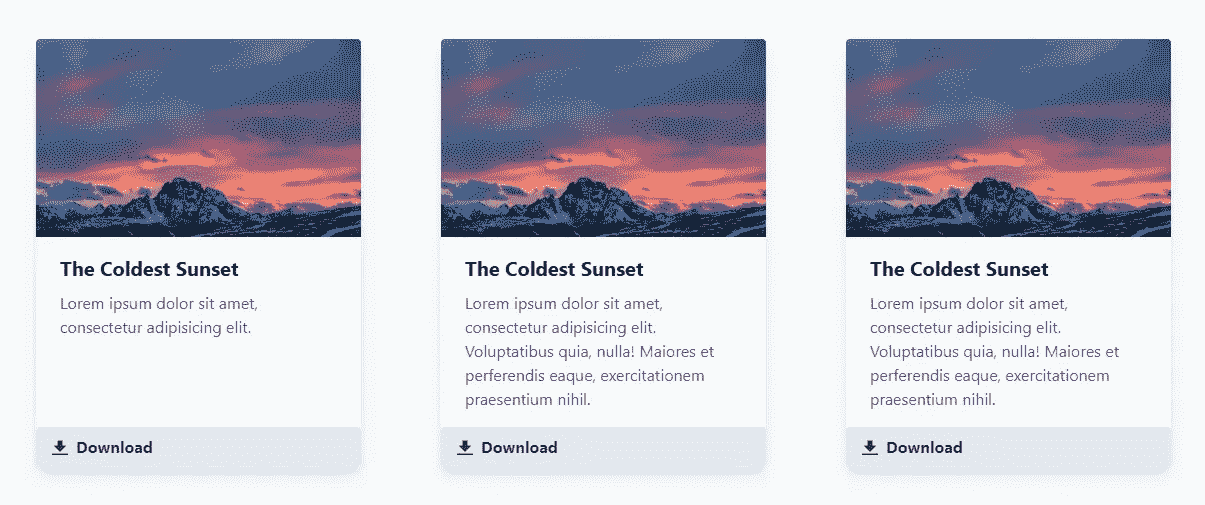 The Coldest Sunset
Lorem ipsum dolor sit amet,
consectetur adipisicing elit.
Download
The Coldest Sunset
Lorem ipsum dolor sit amet,
consectetur adipisicing elit.
Voluptatibus quia, nulla! Maiores et
perferendis eaque, exercitationem
praesentium nihil.
Download
The Coldest Sunset
Lorem ipsum dolor sit amet,
consectetur adipisicing elit.
Voluptatibus quia, nulla! Maiores et
perferendis eaque, exercitationem
praesentium nihil.
Download